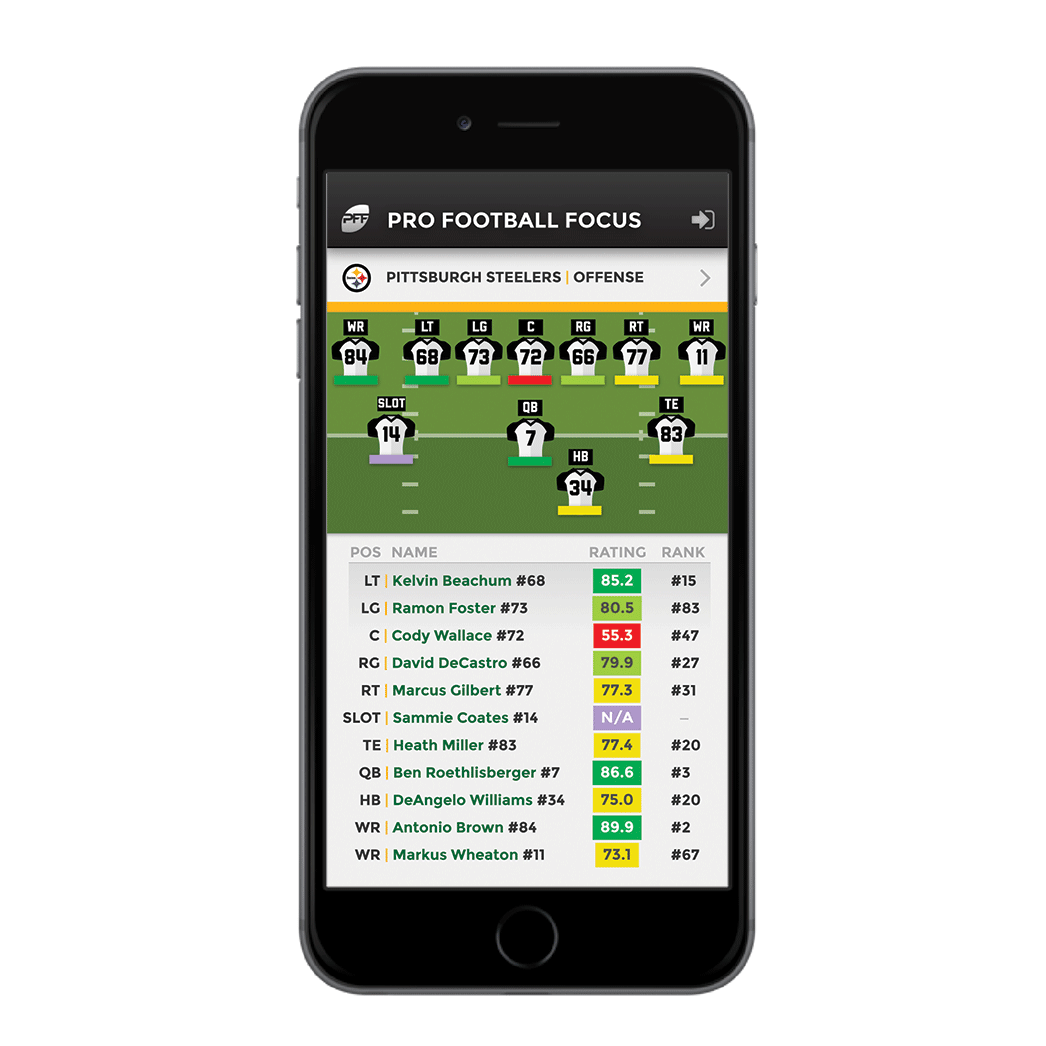 PFF PRO FOOTBALL FOCUS
PITTSBURGH STEELERS | OFFENSE
WR LT LG C RG RT WR
84 68 73 72 66 77 11
SLOT QB TE
14 7 83
HB
34
POS NAME RATING RANK
LT | Kelvin Beachum #68 85.2 #15
LG | Ramon Foster #73 80.5 #83
C | Cody Wallace #72 55.3 #47
RG | David DeCastro #66 79.9 #27
RT | Marcus Gilbert #77 77.3 #31
SLOT | Sammie Coates #14 N/A –
TE | Heath Miller #83 77.4 #20
QB | Ben Roethlisberger #7 86.6 #3
HB | DeAngelo Williams #34 75.0 #20
WR | Antonio Brown #84 89.9 #2
WR | Markus Wheaton #11 73.1 #67